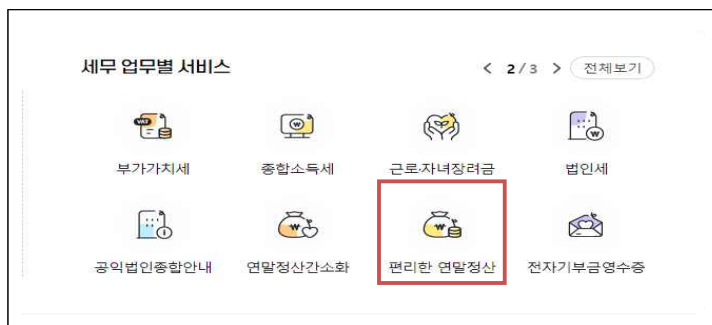 세무 업무별 서비스
< 2 / 3 > 전체보기
부가가치세 종합소득세 근로·자녀장려금 법인세
공익법인종합안내 연말정산간소화 편리한 연말정산 전자기부금영수증